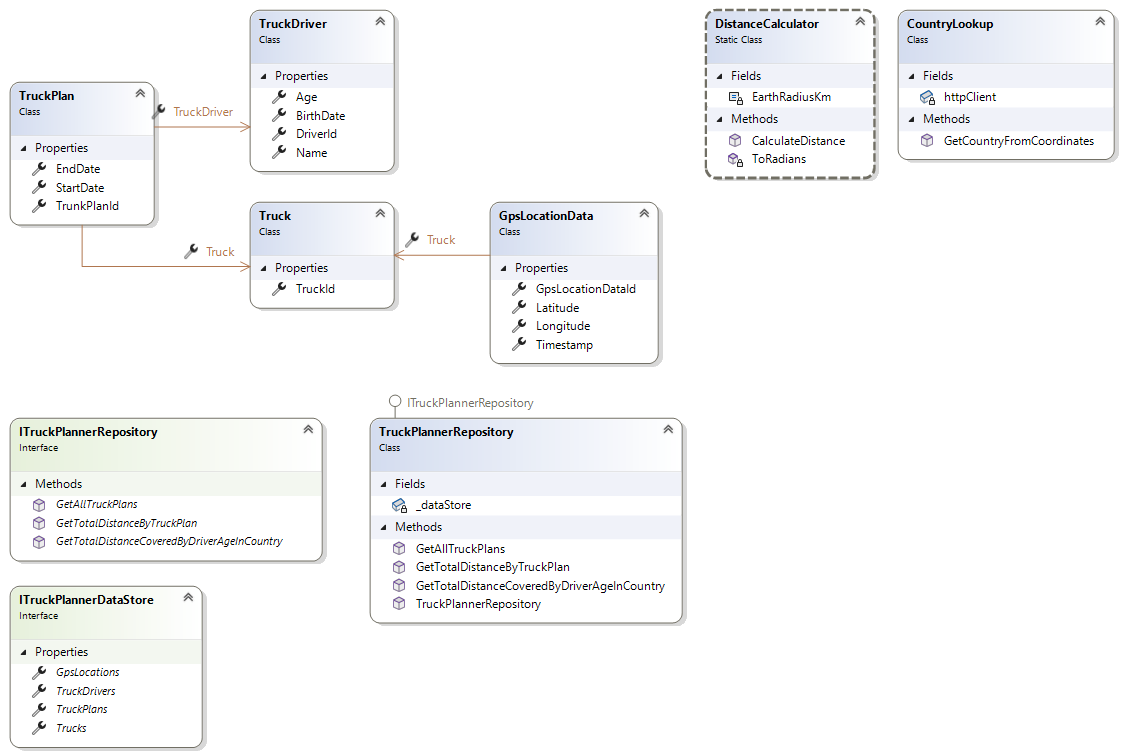 TruckPlan
Class
Properties
EndDate
StartDate
TrunkPlanId
TruckDriver
TruckDriver
Class
Properties
Age
BirthDate
DriverId
Name
Truck
Truck
Class
Properties
TruckId
Truck
GpsLocationData
Class
Properties
GpsLocationDataId
Latitude
Longitude
Timestamp
DistanceCalculator
Static Class
Fields
EarthRadiusKm
Methods
CalculateDistance
ToRadians
CountryLookup
Class
Fields
httpClient
Methods
GetCountryFromCoordinates
ITruckPlannerRepository
Interface
Methods
GetAllTruckPlans
GetTotalDistanceByTruckPlan
GetTotalDistanceCoveredByDriverAgeInCountry
ITruckPlannerRepository
TruckPlannerRepository
Class
Fields
_dataStore
Methods
GetAllTruckPlans
GetTotalDistanceByTruckPlan
GetTotalDistanceCoveredByDriverAgeInCountry
TruckPlannerRepository
ITruckPlannerDataStore
Interface
Properties
GpsLocations
TruckDrivers
TruckPlans
Trucks